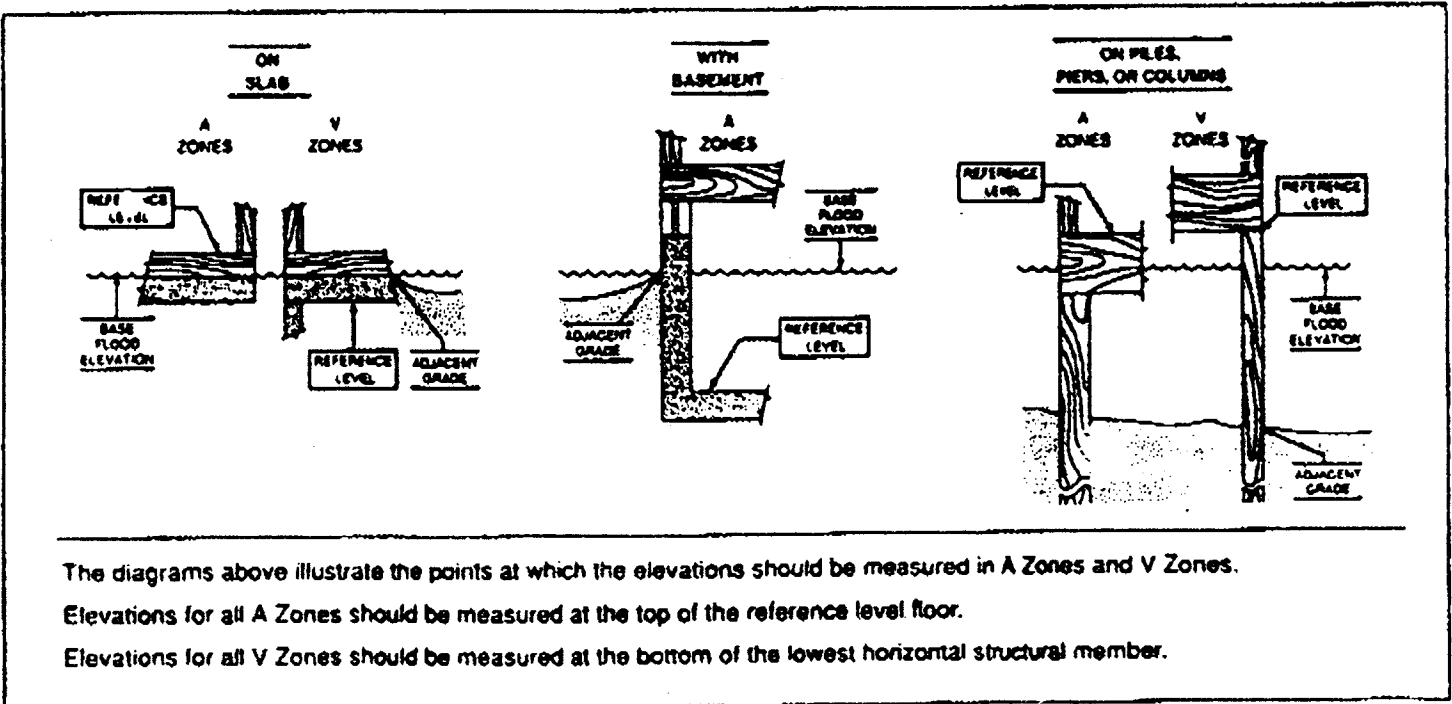 ON
SLAB
A
ZONES
V
ZONES
REFE NCE
LEVEL
BASE
FLOOD
ELEVATION
REFERENCE
LEVEL
ADJACENT
GRADE
WITH
BASEMENT
A
ZONES
BASE
FLOOD
ELEVATION
ADJACENT
GRADE
REFERENCE
LEVEL
ON PILES,
PIERS, OR COLUMNS
A
ZONES
V
ZONES
REFERENCE
LEVEL
REFERENCE
LEVEL
BASE
FLOOD
ELEVATION
ADJACENT
GRADE
The diagrams above illustrate the points at which the elevations should be measured in A Zones and V Zones.
Elevations for all A Zones should be measured at the top of the reference level floor.
Elevations for all V Zones should be measured at the bottom of the lowest horizontal structural member.